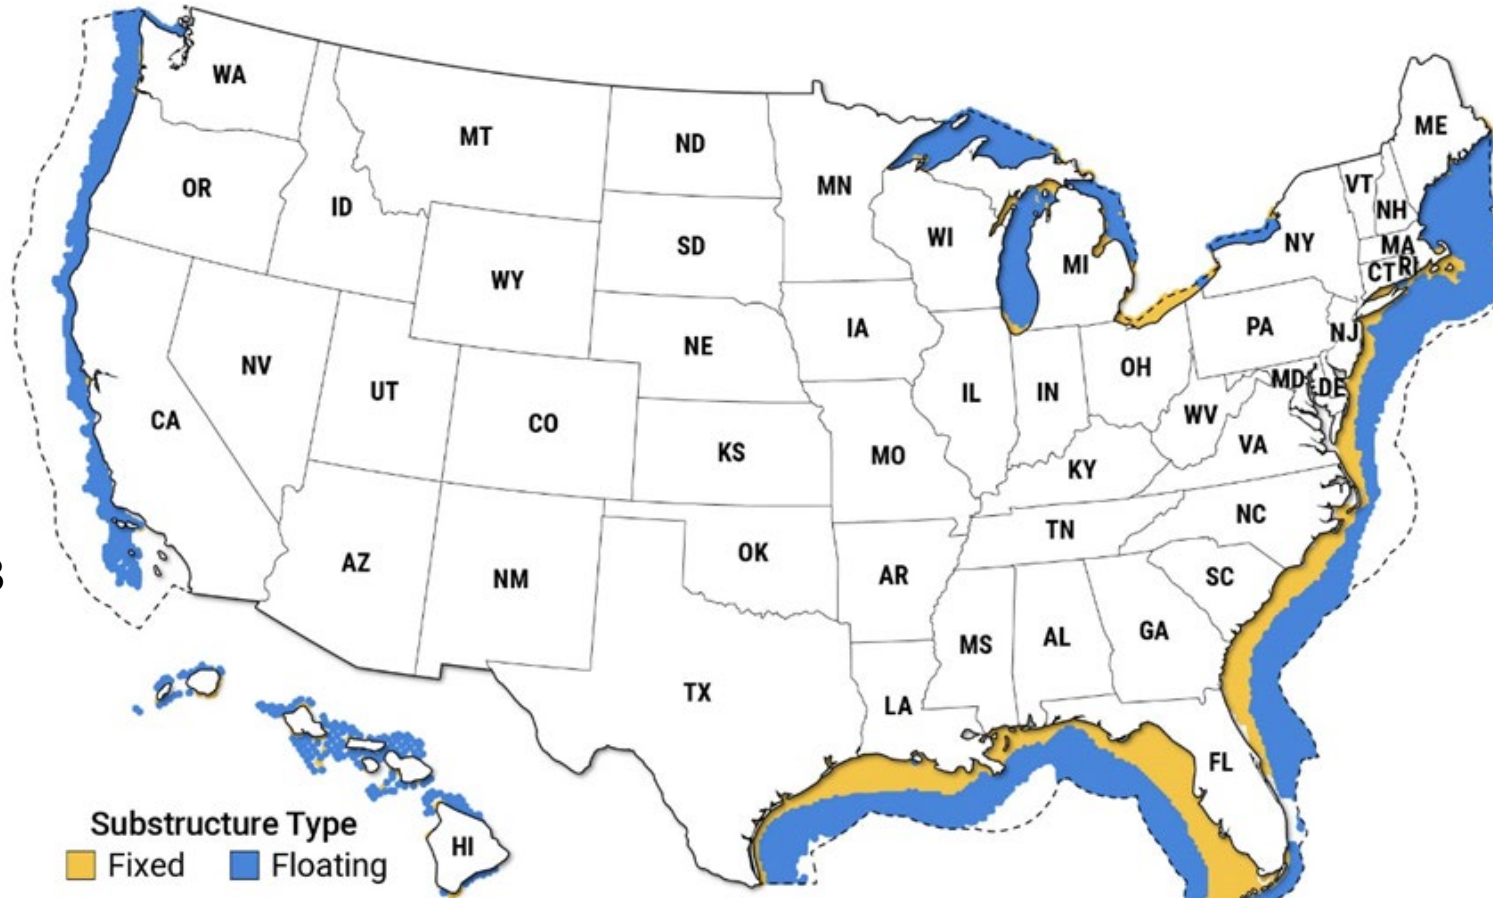 WA
MT
ND
MN
ME
OR
ID
SD
WI
MI
VT
NH
NY
MA
CT
RI
WY
IA
NE
PA
NJ
NV
UT
CO
IL
IN
OH
MD
DE
CA
KS
MO
WV
VA
KY
AZ
NM
OK
AR
TN
NC
SC
MS
AL
GA
TX
LA
FL
HI
Substructure Type
Fixed
Floating